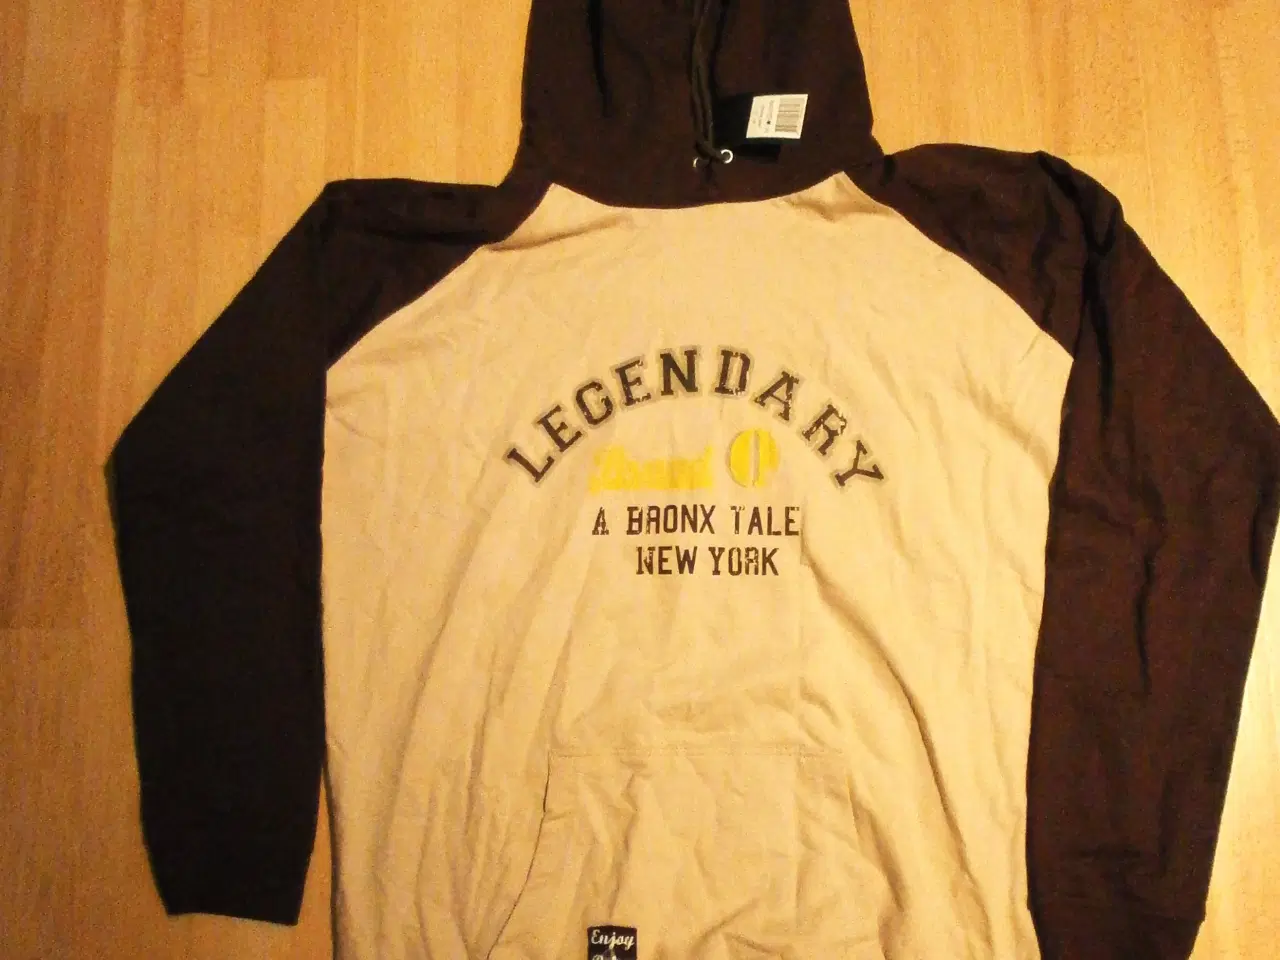 LEGENDARY
A BRONX TALE
NEW YORK
Enjoy